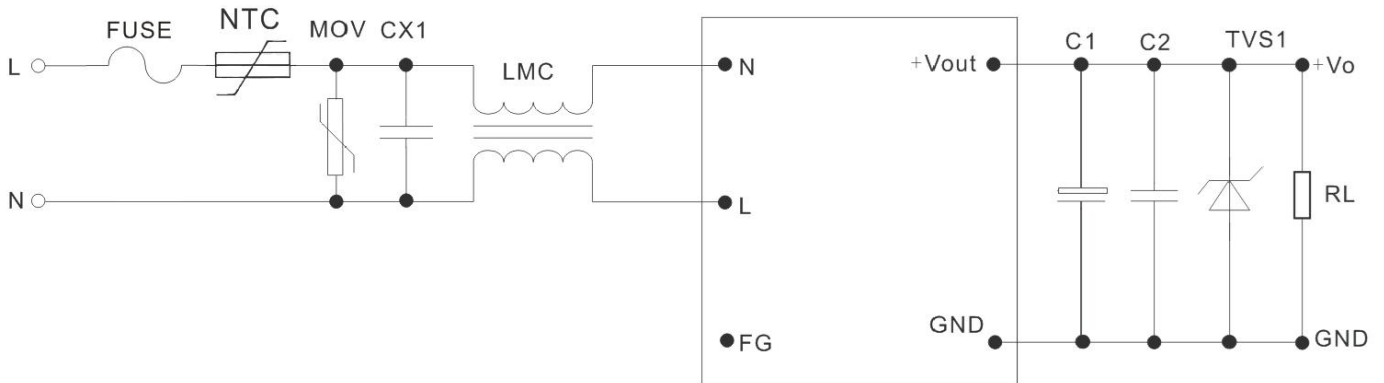 FUSE
NTC
MOV
CX1
L
LMC
N
N
L
FG
+Vout
GND
C1
C2
TVS1
+Vo
RL
GND